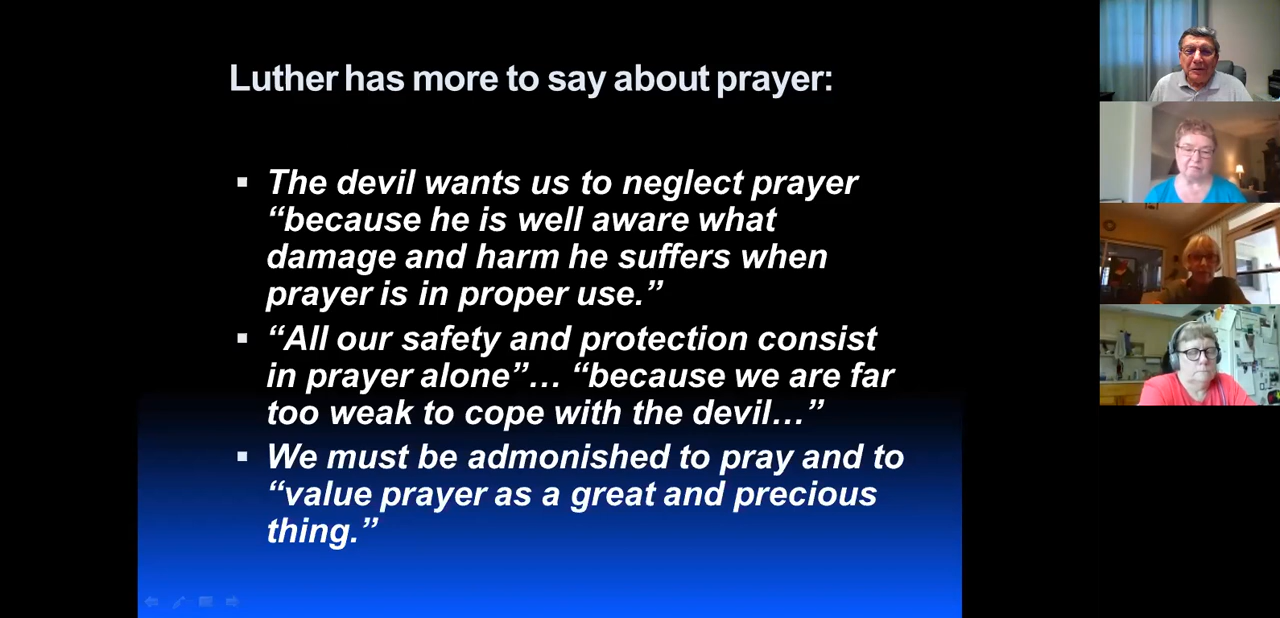 Luther has more to say about prayer:
▪ The devil wants us to neglect prayer
“because he is well aware what
damage and harm he suffers when
prayer is in proper use.”
▪ “All our safety and protection consist
in prayer alone”… “because we are far
too weak to cope with the devil…”
▪ We must be admonished to pray and to
“value prayer as a great and precious
thing.”